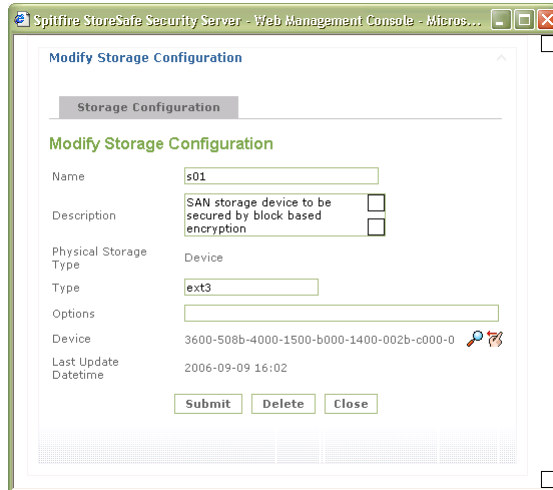 Spitfire StoreSafe Security Server - Web Management Console - Micros...
Modify Storage Configuration
Storage Configuration
Modify Storage Configuration
Name s01
Description SAN storage device to be
secured by block based
encryption
Physical Storage
Type Device
Type ext3
Options
Device 3600-508b-4000-1500-b000-1400-002b-c000-0
Last Update
Datetime 2006-09-09 16:02
Submit Delete Close